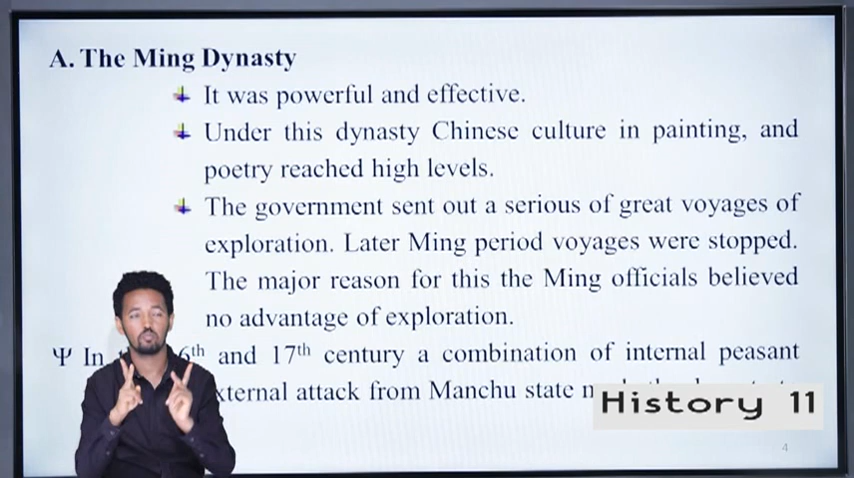 A. The Ming Dynasty
It was powerful and effective.
Under this dynasty Chinese culture in painting, and
poetry reached high levels.
The government sent out a serious of great voyages of
exploration. Later Ming period voyages were stopped.
The major reason for this the Ming officials believed
no advantage of exploration.
Ψ In 6th and 17th century a combination of internal peasant
external attack from Manchu state
History 11
4